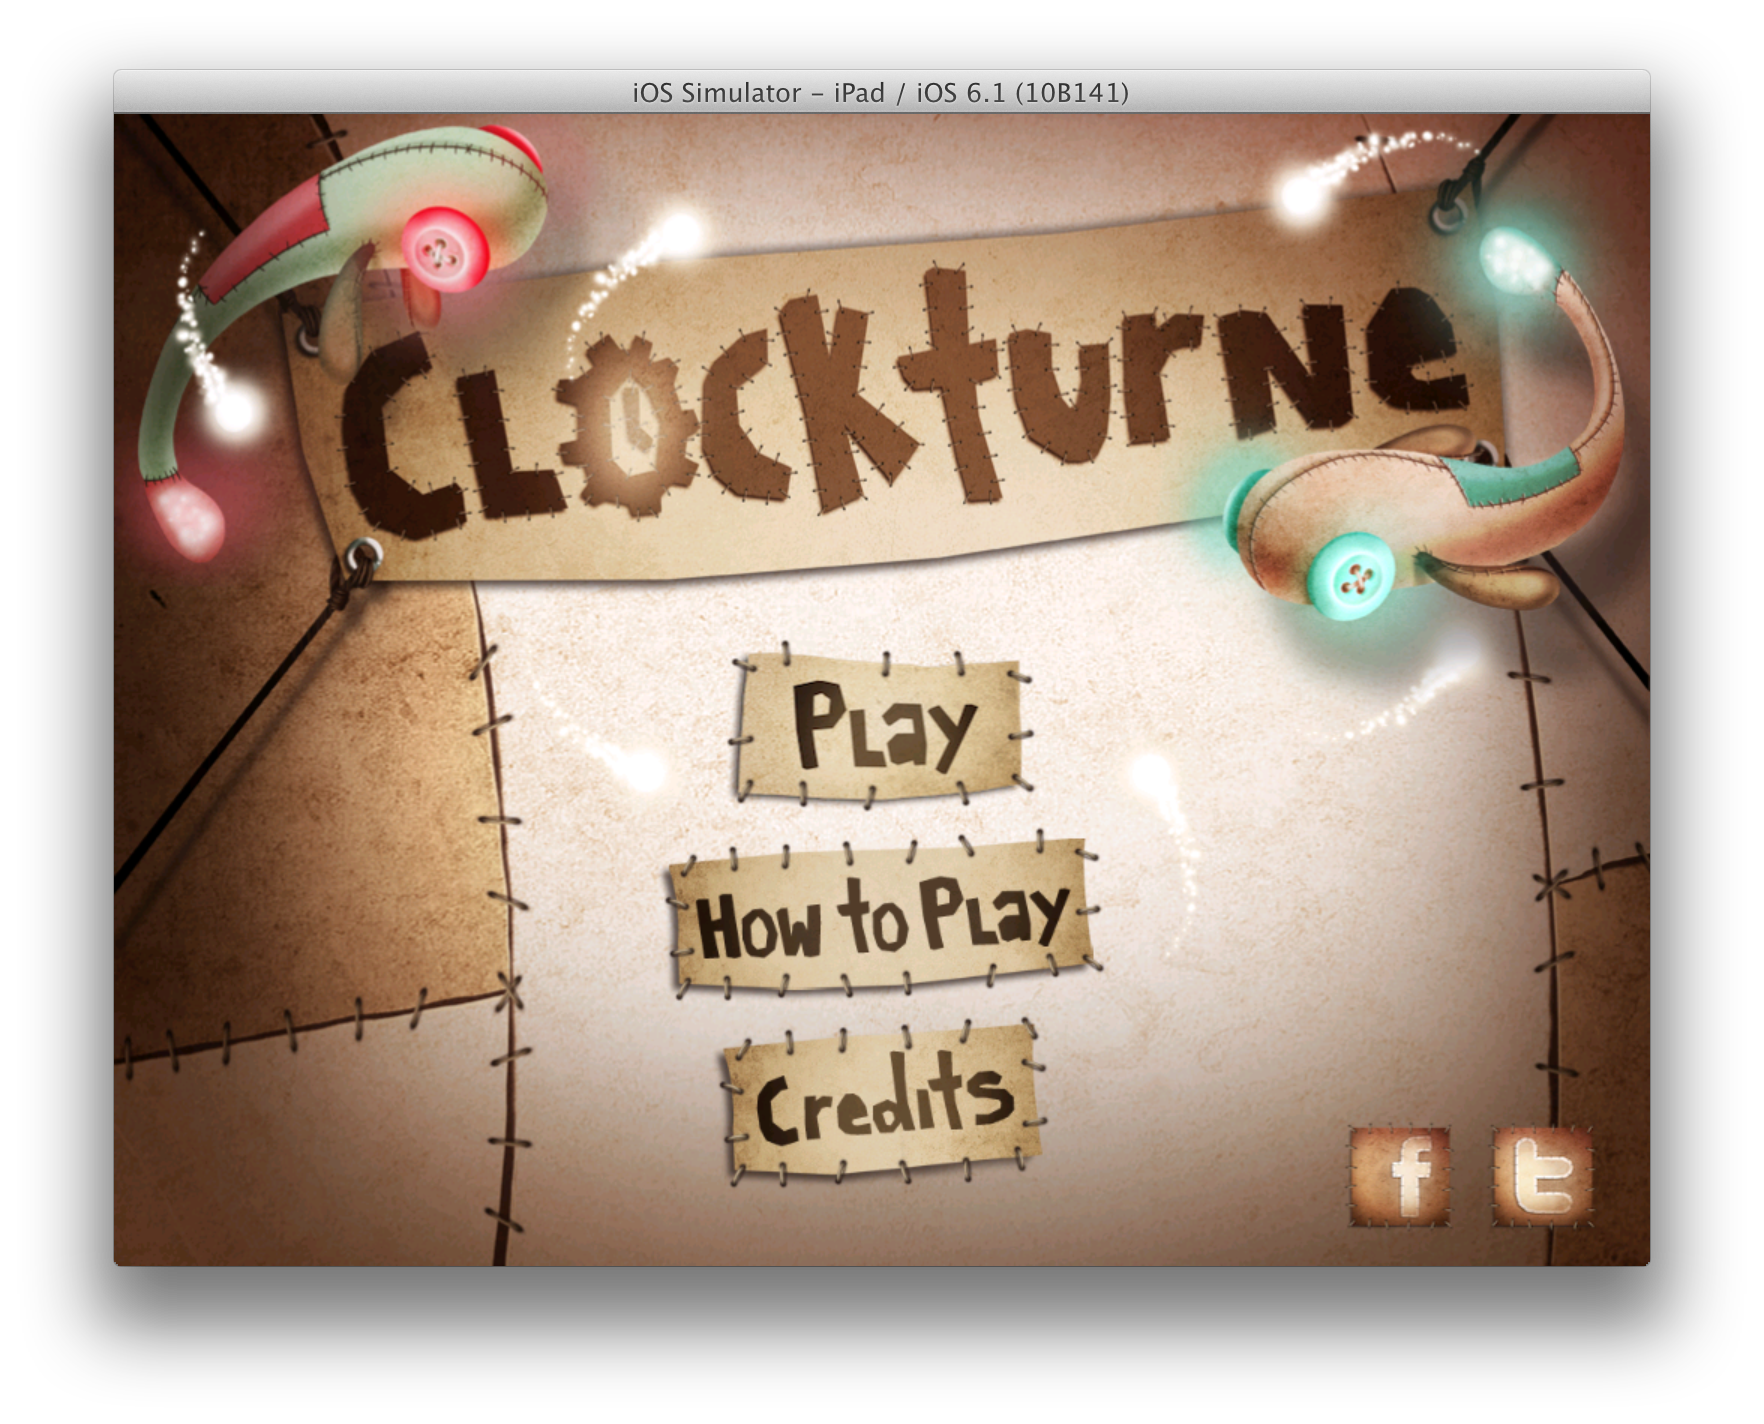 iOS Simulator – iPad / iOS 6.1 (10B141)
Clockturne
Play
How to Play
Credits
f t